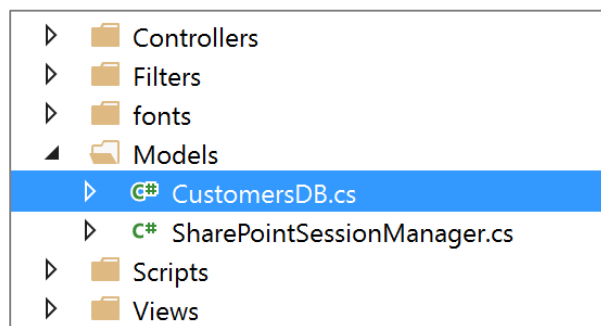 Controllers
Filters
fonts
Models
C# CustomersDB.cs
C# SharePointSessionManager.cs
Scripts
Views